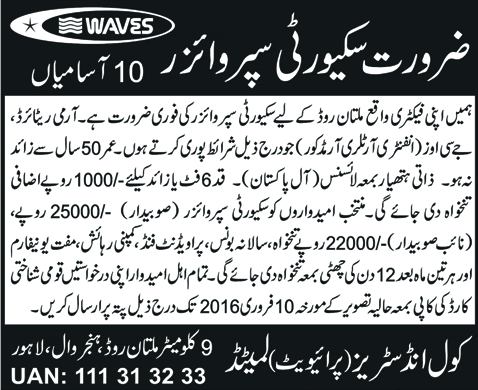 WAVES
ضرورت سکیورٹی سپروائزر
10 آسامیاں
ہمیں اپنی فیکٹری واقع ملتان روڈ کے لیے سکیورٹی سپروائزر کی فوری ضرورت ہے۔ آرمی ریٹائرڈ،
جے سی اوز (انفنٹری آرٹلری آرمڈ کور) جو درج ذیل شرائط پوری کرتے ہوں۔ عمر 50 سال سے زائد
نہ ہو۔ ذاتی ہتھیار بمعہ لائسنس (آل پاکستان)۔ قد 6 فٹ یا زائد کیلئے -/1000 روپے اضافی
تنخواہ دی جائے گی۔ منتخب امیدواروں کو سکیورٹی سپروائزر (صوبیدار) -/25000 روپے،
(نائب صوبیدار) -/22000 روپے تنخواہ، سالانہ بونس، پراویڈنٹ فنڈ، کمپنی رہائش، مفت یونیفارم
اور ہر تین ماہ بعد 12 دن کی چھٹی بمعہ تنخواہ دی جائے گی۔ تمام اہل امیدوار اپنی درخواستیں قومی شناختی
کارڈ کی کاپی بمعہ حالیہ تصویر کے مورخہ 10 فروری 2016 تک درج ذیل پتہ پر ارسال کریں۔
کول انڈسٹریز (پرائیویٹ) لمیٹڈ
9 کلومیٹر ملتان روڈ، ہنجروال، لاہور
UAN: 111 31 32 33